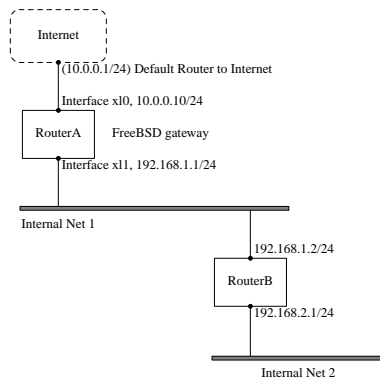 Internet
(10.0.0.1/24) Default Router to Internet
Interface xl0, 10.0.0.10/24
RouterA
FreeBSD gateway
Interface xl1, 192.168.1.1/24
Internal Net 1
192.168.1.2/24
RouterB
192.168.2.1/24
Internal Net 2